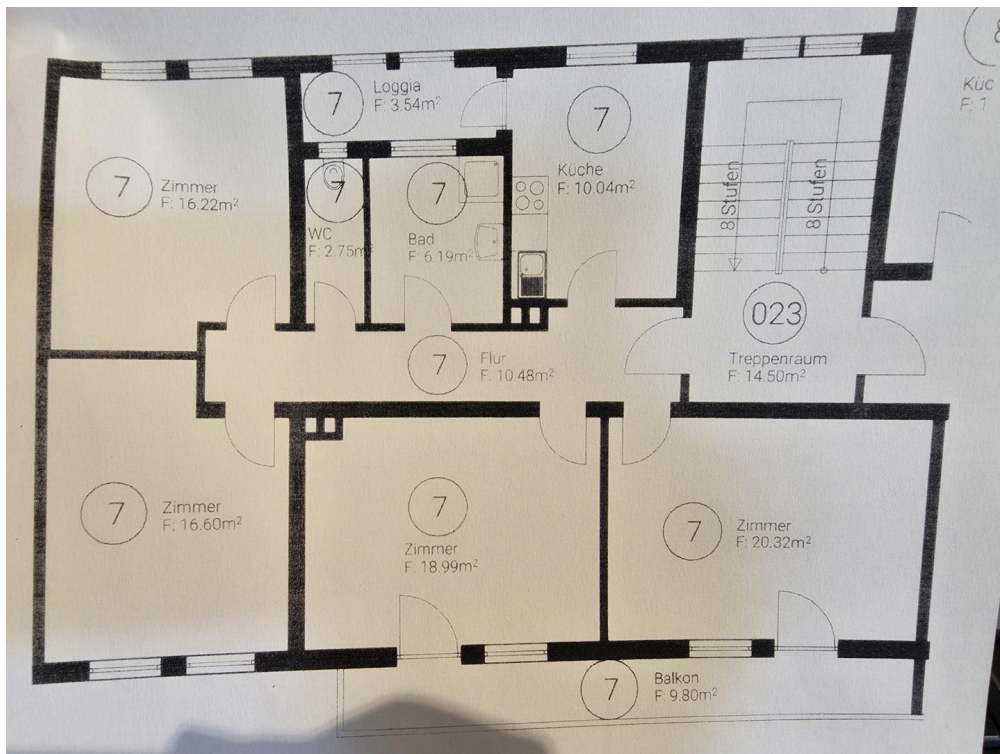 7
Loggia
F: 3.54m²
7
Küche
F: 10.04m²
7
Zimmer
F: 16.22m²
7
WC
F: 2.75m²
7
Bad
F: 6.19m²
8 Stufen
8 Stufen
023
Treppenraum
F: 14.50m²
7
Flur
F: 10.48m²
7
Zimmer
F: 16.60m²
7
Zimmer
F: 18.99m²
7
Zimmer
F: 20.32m²
7
Balkon
F: 9.80m²
8
Küc
F: 1